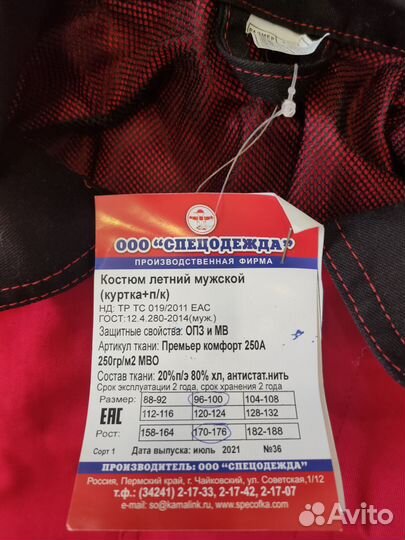 РАЗМЕР
ООО "СПЕЦОДЕЖДА"
ПРОИЗВОДСТВЕННАЯ ФИРМА
Костюм летний мужской
(куртка+п/к)
НД: ТР ТС 019/2011 ЕАС
ГОСТ:12.4.280-2014(муж.)
Защитные свойства: ОПЗ и МВ
Артикул ткани: Премьер комфорт 250А
250гр/м2 МВО
Состав ткани: 20%п/э 80% хл, антистат.нить
Срок эксплуатации 2 года, срок хранения 2 года
Размер: 88-92 96-100 104-108
112-116 120-124 128-132
Рост: 158-164 170-176 182-188
ЕАС
Сорт 1 Дата выпуска: июль 2021 №36
ПРОИЗВОДИТЕЛЬ: ООО "СПЕЦОДЕЖДА"
Россия, Пермский край, г. Чайковский, ул. Советская,1/12
т.ф.: (34241) 2-17-33, 2-17-42, 2-17-07
e-mail: so@kamalink.ru, www.specofka.com
Avito